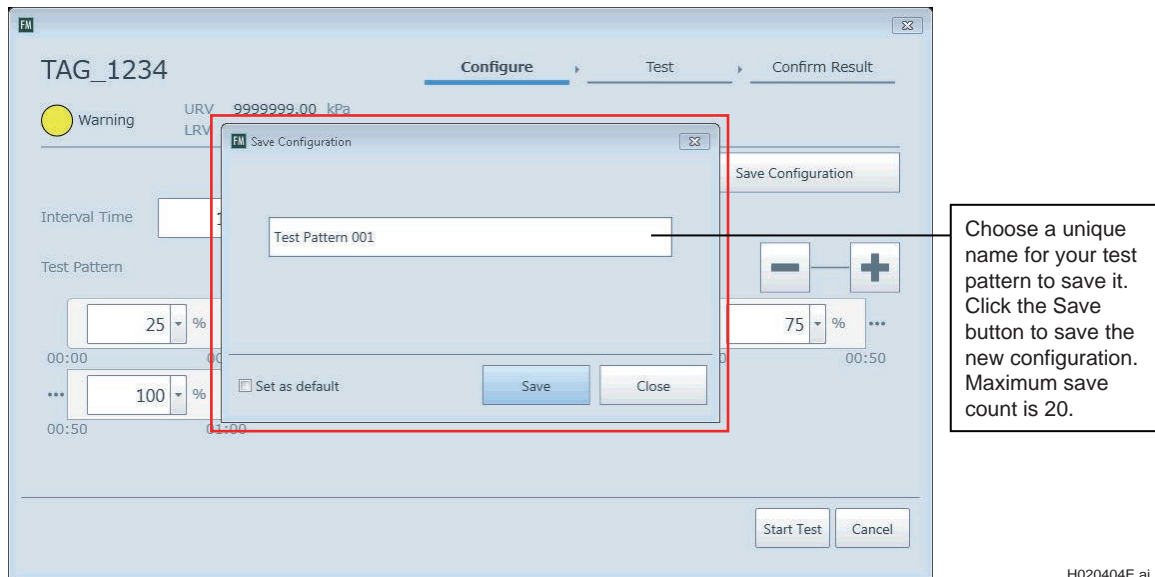 FM
TAG_1234
Configure
Test
Confirm Result
Warning
URV 9999999.00 kPa
LRV
FM Save Configuration
Save Configuration
Interval Time
Test Pattern 001
Test Pattern
25 %
75 % ...
00:00
00:50
Set as default
Save
Close
... 100 %
00:50
01:00
Start Test
Cancel
Choose a unique
name for your test
pattern to save it.
Click the Save
button to save the
new configuration.
Maximum save
count is 20.
H020404E.ai